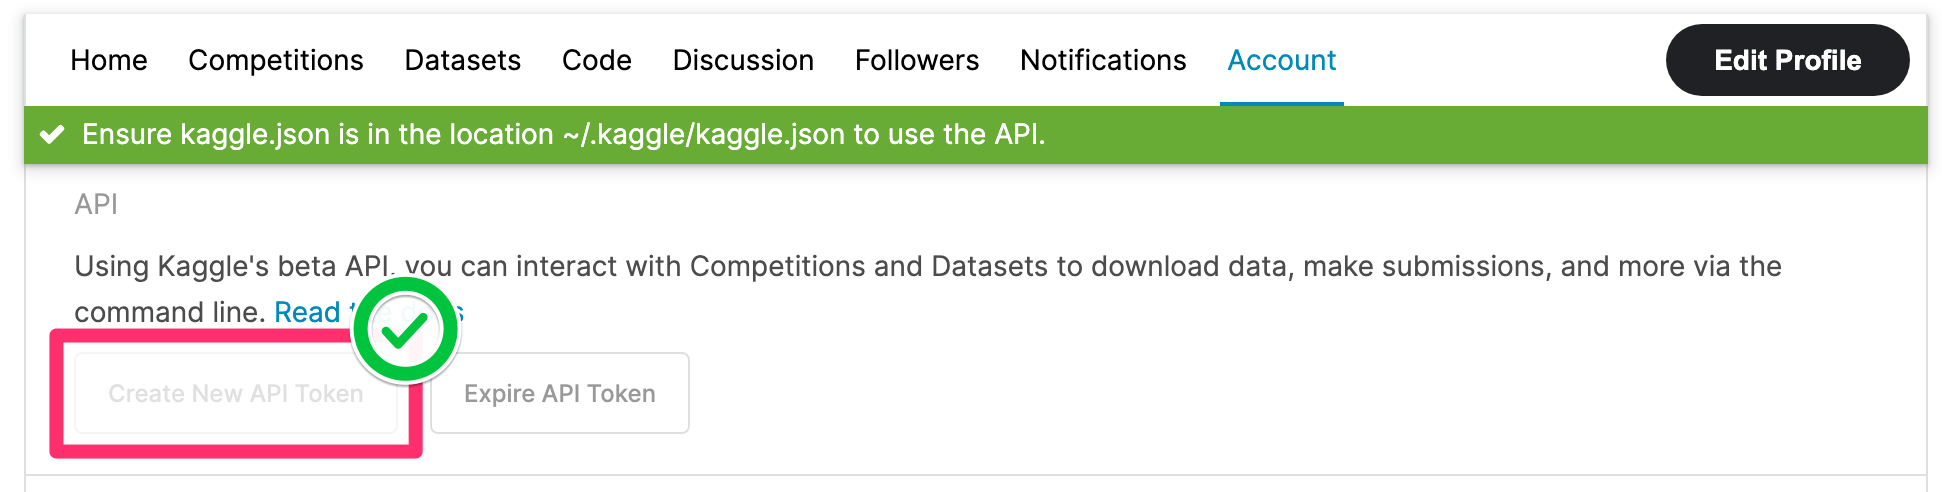 Home Competitions Datasets Code Discussion Followers Notifications Account Edit Profile
Ensure kaggle.json is in the location ~/.kaggle/kaggle.json to use the API.
API
Using Kaggle's beta API, you can interact with Competitions and Datasets to download data, make submissions, and more via the
command line. Read the docs
Create New API Token Expire API Token